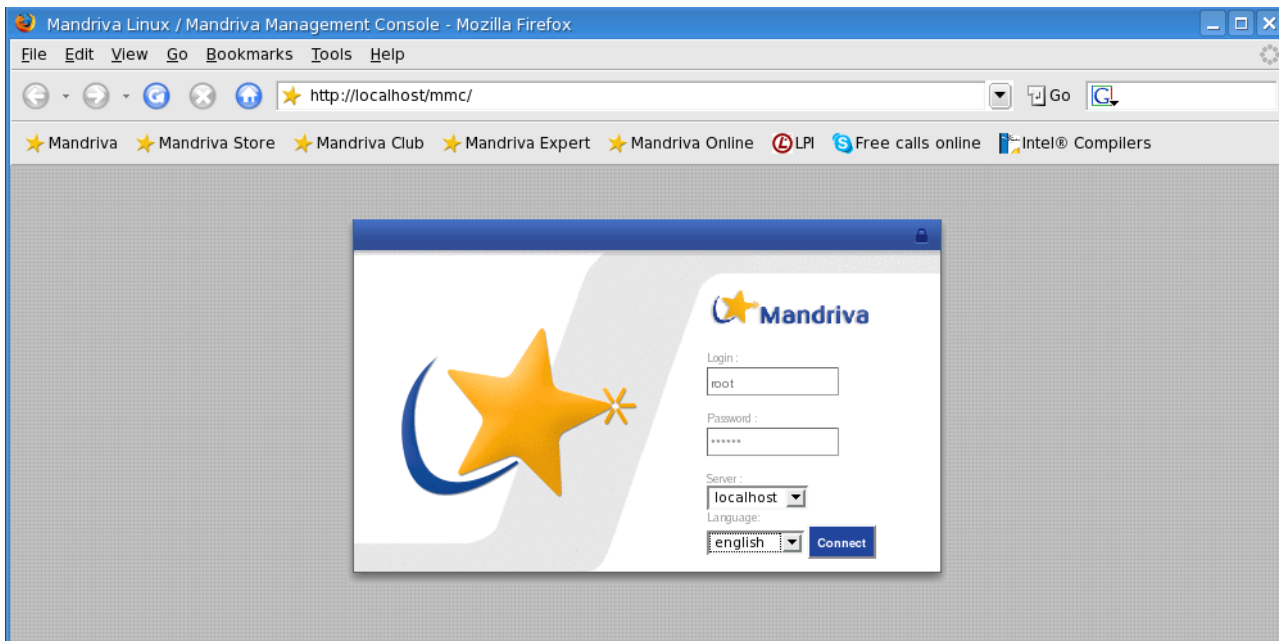 Mandriva Linux / Mandriva Management Console - Mozilla Firefox
File Edit View Go Bookmarks Tools Help
http://localhost/mmc/ Go G
Mandriva Mandriva Store Mandriva Club Mandriva Expert Mandriva Online LPI Free calls online Intel® Compilers
Mandriva
Login :
root
Password :
••••••
Server :
localhost
Language:
english Connect